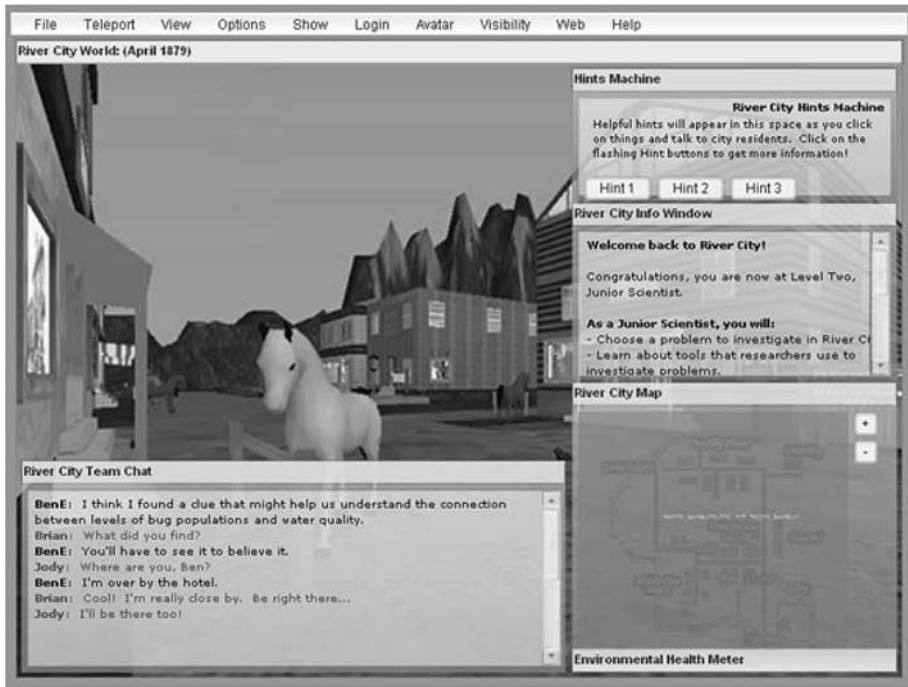 File Teleport View Options Show Login Avatar Visibility Web Help
River City World: (April 1879)
Hints Machine
River City Hints Machine
Helpful hints will appear in this space as you click
on things and talk to city residents. Click on the
flashing Hint buttons to get more information!
Hint 1 Hint 2 Hint 3
River City Info Window
Welcome back to River City!
Congratulations, you are now at Level Two,
Junior Scientist.
As a Junior Scientist, you will:
- Choose a problem to investigate in River Ci
- Learn about tools that researchers use to
investigate problems.
River City Map
+
-
River City Team Chat
BenE: I think I found a clue that might help us understand the connection
between levels of bug populations and water quality.
Brian: What did you find?
BenE: You'll have to see it to believe it.
Jody: Where are you, Ben?
BenE: I'm over by the hotel.
Brian: Cool! I'm really close by. Be right there...
Jody: I'll be there too!
Environmental Health Meter